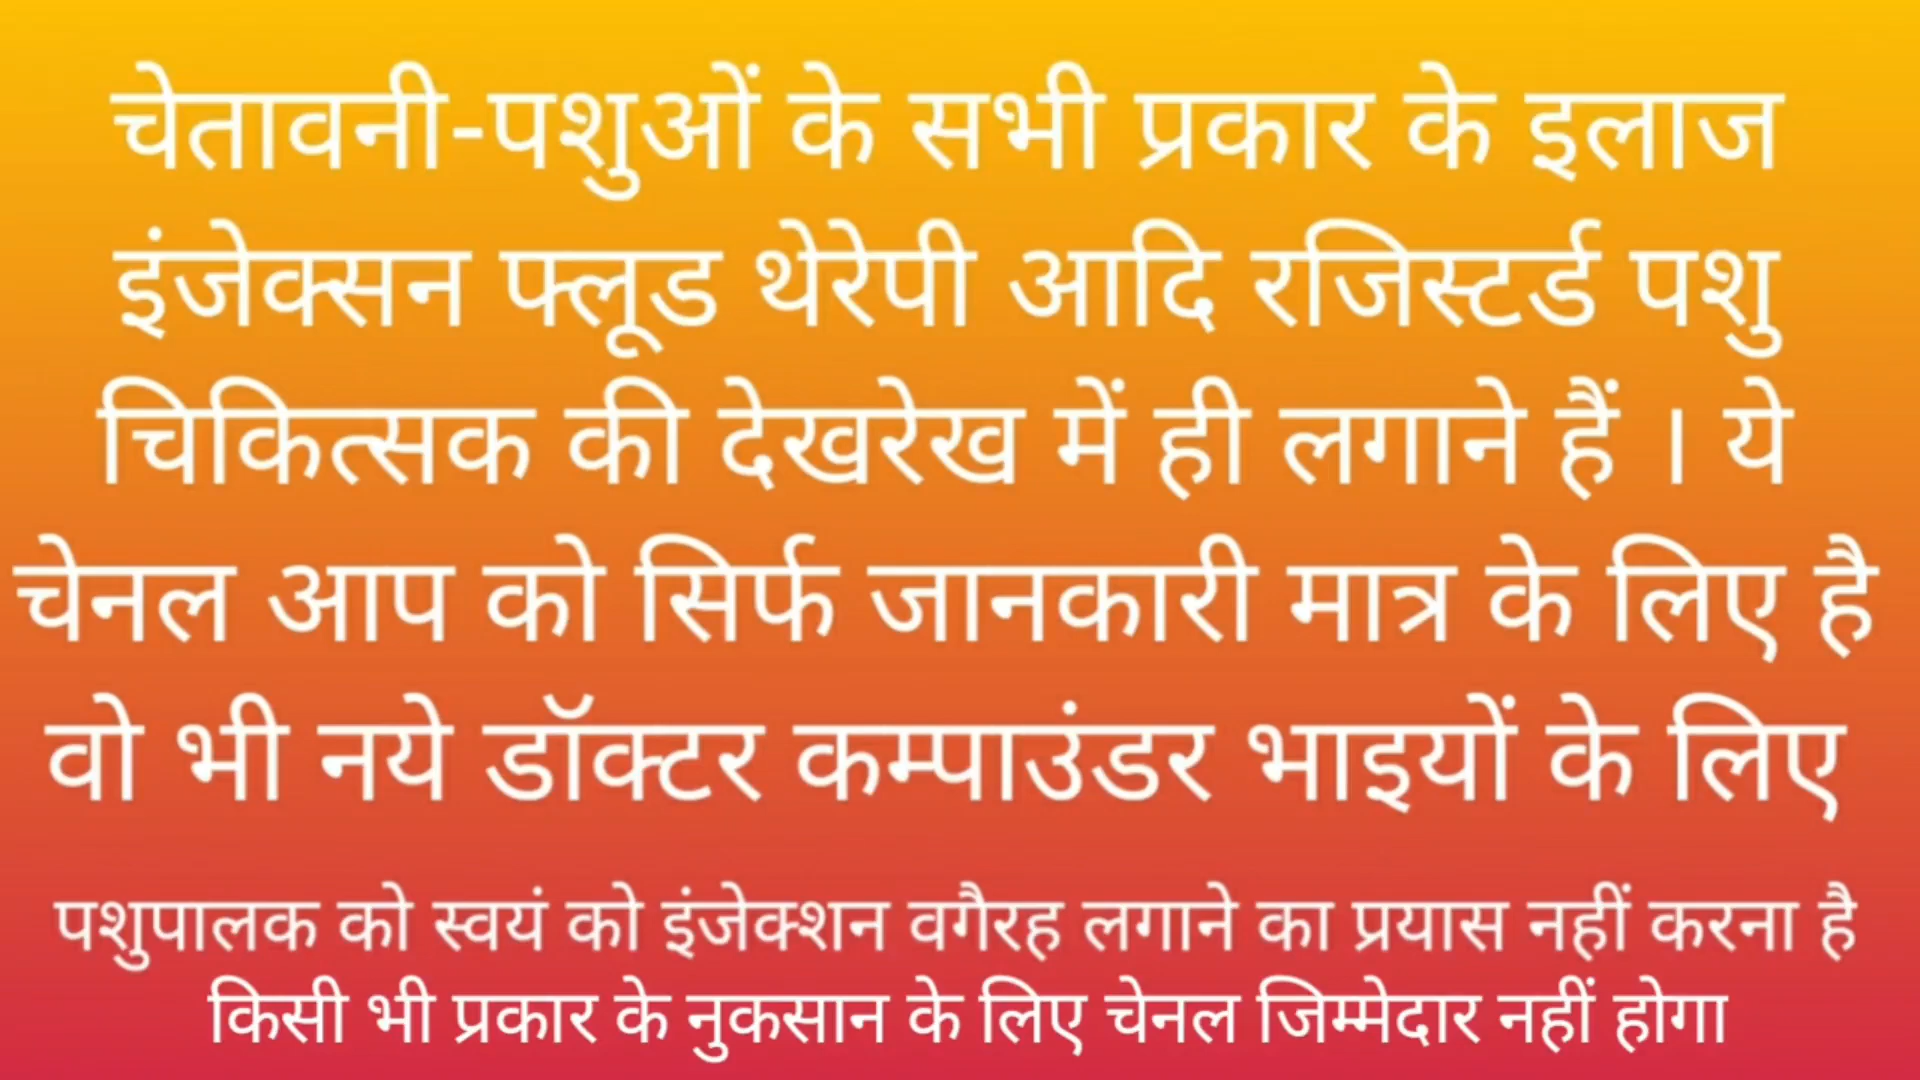 चेतावनी-पशुओं के सभी प्रकार के इलाज
इंजेक्सन फ्लूड थेरेपी आदि रजिस्टर्ड पशु
चिकित्सक की देखरेख में ही लगाने हैं । ये
चेनल आप को सिर्फ जानकारी मात्र के लिए है
वो भी नये डॉक्टर कम्पाउंडर भाइयों के लिए
पशुपालक को स्वयं को इंजेक्शन वगैरह लगाने का प्रयास नहीं करना है
किसी भी प्रकार के नुकसान के लिए चेनल जिम्मेदार नहीं होगा